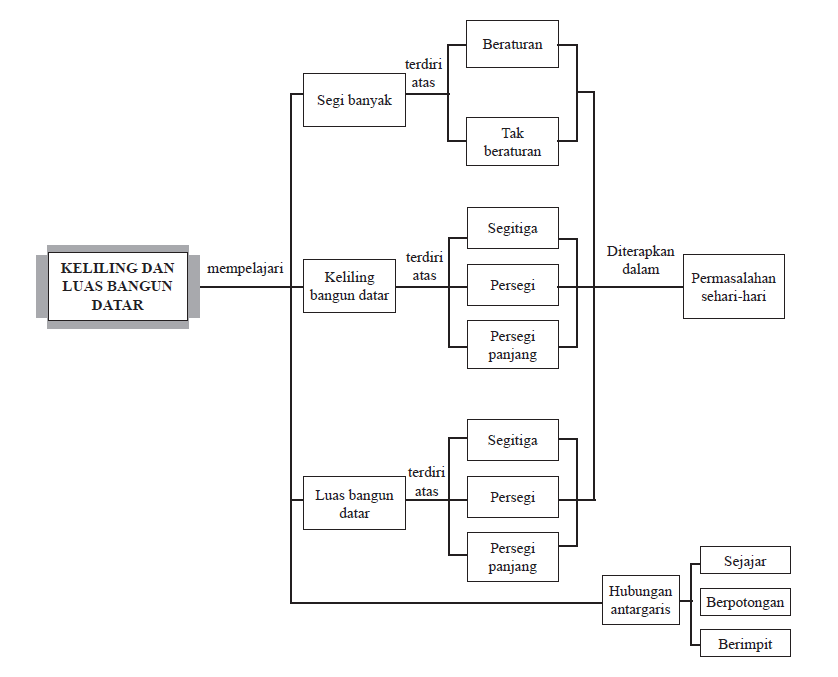 KELILING DAN
LUAS BANGUN
DATAR
mempelajari
Segi banyak
terdiri
atas
Beraturan
Tak
beraturan
Keliling
bangun datar
terdiri
atas
Segitiga
Persegi
Persegi
panjang
Luas bangun
datar
terdiri
atas
Segitiga
Persegi
Persegi
panjang
Diterapkan
dalam
Permasalahan
sehari-hari
Hubungan
antargaris
Sejajar
Berpotongan
Berimpit